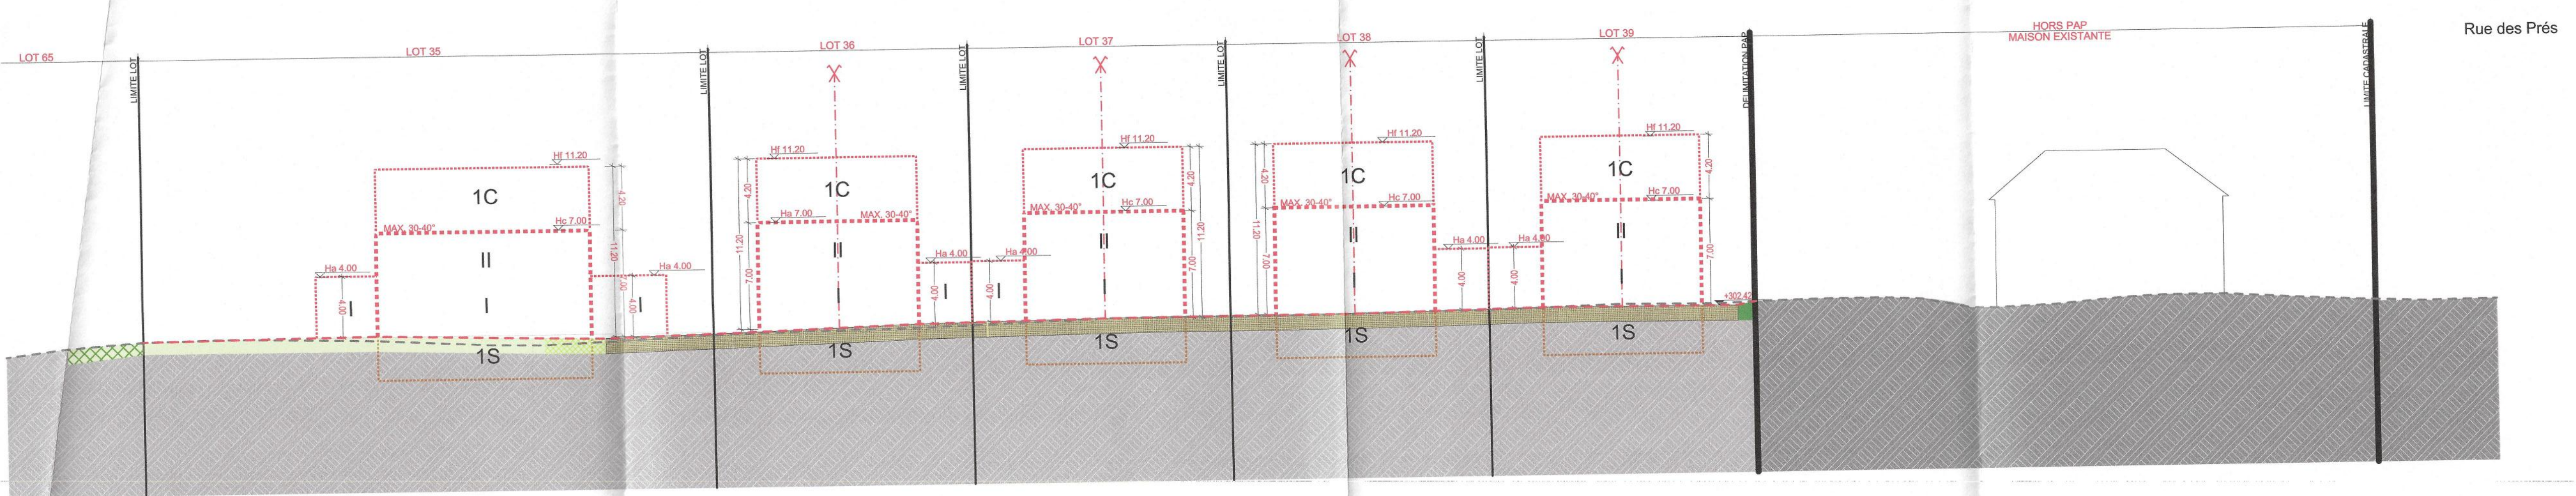 LOT 65
LOT 35
LOT 36
LOT 37
LOT 38
LOT 39
HORS PAP
MAISON EXISTANTE
Rue des Prés
LIMITE LOT
LIMITE LOT
LIMITE LOT
LIMITE LOT
LIMITE LOT
DELIMITATION PAP
LIMITE CADASTRALE
Hf 11.20
1C
MAX. 30-40°
Hc 7.00
II
I
Ha 4.00
I
4.00
Ha 4.00
I
4.00
4.20
11.20
7.00
1S
Hf 11.20
1C
Ha 7.00
MAX. 30-40°
II
I
4.20
11.20
7.00
Ha 4.00
4.00
I
1S
Hf 11.20
1C
MAX. 30-40°
Hc 7.00
II
I
Ha 4.00
4.00
I
4.20
11.20
7.00
1S
Hf 11.20
1C
MAX. 30-40°
Hc 7.00
II
I
4.20
11.20
7.00
Ha 4.00
4.00
1S
Hf 11.20
1C
MAX. 30-40°
Hc 7.00
II
I
Ha 4.00
4.00
4.20
7.00
+302.42
1S